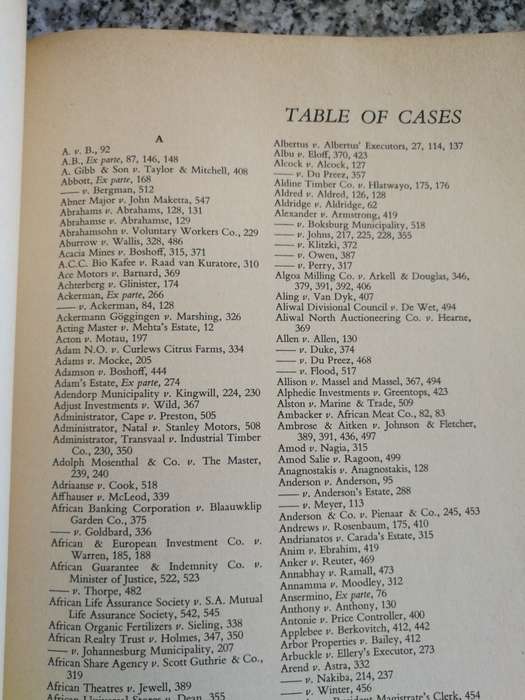 TABLE OF CASES
A
A. v. B., 92
A.B., Ex parte, 87, 146, 148
A. Gibb & Son v. Taylor & Mitchell, 408
Abbott, Ex parte, 168
—— v. Bergman, 512
Abner Major v. John Maketta, 547
Abrahams v. Abrahams, 128, 131
Abrahamse v. Abrahamse, 129
Abrahamsohn v. Voluntary Workers Co., 229
Aburrow v. Wallis, 328, 486
Acacia Mines v. Boshoff, 315, 371
A.C.C. Bio Kafee v. Raad van Kuratore, 310
Ace Motors v. Barnard, 369
Achterberg v. Glinister, 174
Ackerman, Ex parte, 266
—— v. Ackerman, 84, 128
Ackermann Göggingen v. Marshing, 326
Acting Master v. Mehta's Estate, 12
Acton v. Motau, 197
Adam N.O. v. Curlews Citrus Farms, 334
Adams v. Mocke, 205
Adamson v. Boshoff, 444
Adam's Estate, Ex parte, 274
Adendorp Municipality v. Kingwill, 224, 230
Adjust Investments v. Wild, 367
Administrator, Cape v. Preston, 505
Administrator, Natal v. Stanley Motors, 508
Administrator, Transvaal v. Industrial Timber
Co., 230, 350
Adolph Mosenthal & Co. v. The Master,
239, 240
Adriaanse v. Cook, 518
Affhauser v. McLeod, 339
African Banking Corporation v. Blaauwklip
Garden Co., 375
—— v. Goldbard, 336
African & European Investment Co. v.
Warren, 185, 188
African Guarantee & Indemnity Co. v.
Minister of Justice, 522, 523
—— v. Thorpe, 482
African Life Assurance Society v. S.A. Mutual
Life Assurance Society, 542, 545
African Organic Fertilizers v. Sieling, 338
African Realty Trust v. Holmes, 347, 350
—— v. Johannesburg Municipality, 207
African Share Agency v. Scott Guthrie & Co.,
319
African Theatres v. Jewell, 389
African Universal Stores v. Dean, 355
Albertus v. Albertus' Executors, 27, 114, 137
Albu v. Eloff, 370, 423
Alcock v. Alcock, 127
—— v. Du Preez, 357
Aldine Timber Co. v. Hlatwayo, 175, 176
Aldred v. Aldred, 126, 128
Aldridge v. Aldridge, 62
Alexander v. Armstrong, 419
—— v. Boksburg Municipality, 518
—— v. Johns, 217, 225, 228, 355
—— v. Klitzki, 372
—— v. Owen, 387
—— v. Perry, 317
Algoa Milling Co. v. Arkell & Douglas, 346,
379, 391, 392, 406
Aling v. Van Dyk, 407
Aliwal Divisional Council v. De Wet, 494
Aliwal North Auctioneering Co. v. Hearne,
369
Allen v. Allen, 130
—— v. Duke, 374
—— v. Du Preez, 468
—— v. Flood, 517
Allison v. Massel and Massel, 367, 494
Alphedie Investments v. Greentops, 423
Alston v. Marine & Trade, 509
Ambacker v. African Meat Co., 82, 83
Ambrose & Aitken v. Johnson & Fletcher,
389, 391, 436, 497
Amod v. Nagia, 315
Amod Salie v. Ragoon, 499
Anagnostakis v. Anagnostakis, 128
Anderson v. Anderson, 95
—— v. Anderson's Estate, 288
—— v. Meyer, 113
Anderson & Co. v. Pienaar & Co., 245, 453
Andrews v. Rosenbaum, 175, 410
Andrianatos v. Carada's Estate, 315
Anim v. Ebrahim, 419
Anker v. Reuter, 469
Annabhay v. Ramall, 473
Annamma v. Moodley, 312
Ansermino, Ex parte, 76
Anthony v. Anthony, 130
Antonie v. Price Controller, 400
Applebee v. Berkovitch, 412, 442
Arbor Properties v. Bailey, 412
Arbuckle v. Ellery's Executors, 273
Arend v. Astra, 332
—— v. Nakiba, 214, 237
—— v. Winter, 456
Resident Magistrate's Clerk, 454